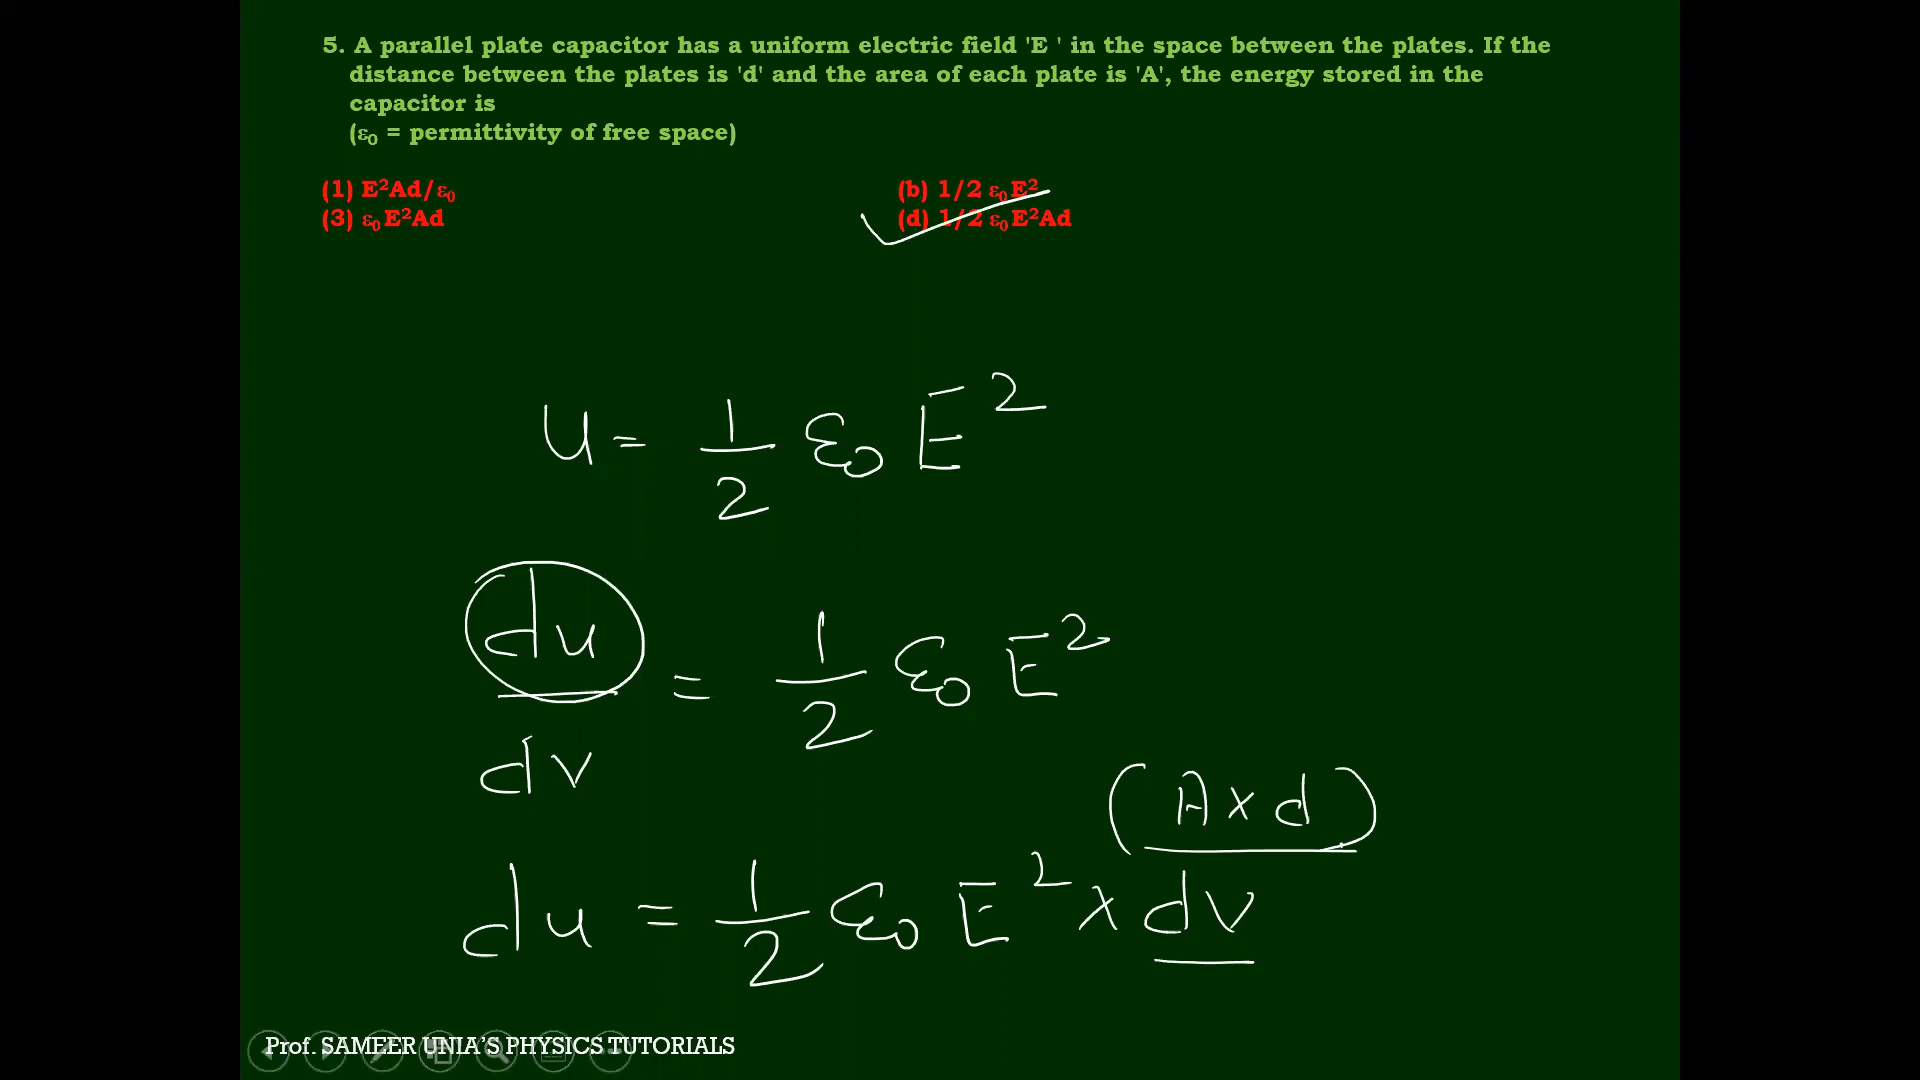 5. A parallel plate capacitor has a uniform electric field 'E ' in the space between the plates. If the
distance between the plates is 'd' and the area of each plate is 'A', the energy stored in the
capacitor is
(ε₀ = permittivity of free space)
(1) E²Ad/ε₀ (b) 1/2 ε₀E²
(3) ε₀E²Ad (d) 1/2 ε₀E²Ad
u = 1/2 ε₀ E²
du/dv = 1/2 ε₀ E²
(A × d)
du = 1/2 ε₀ E² × dv
Prof. SAMEER UNIA'S PHYSICS TUTORIALS